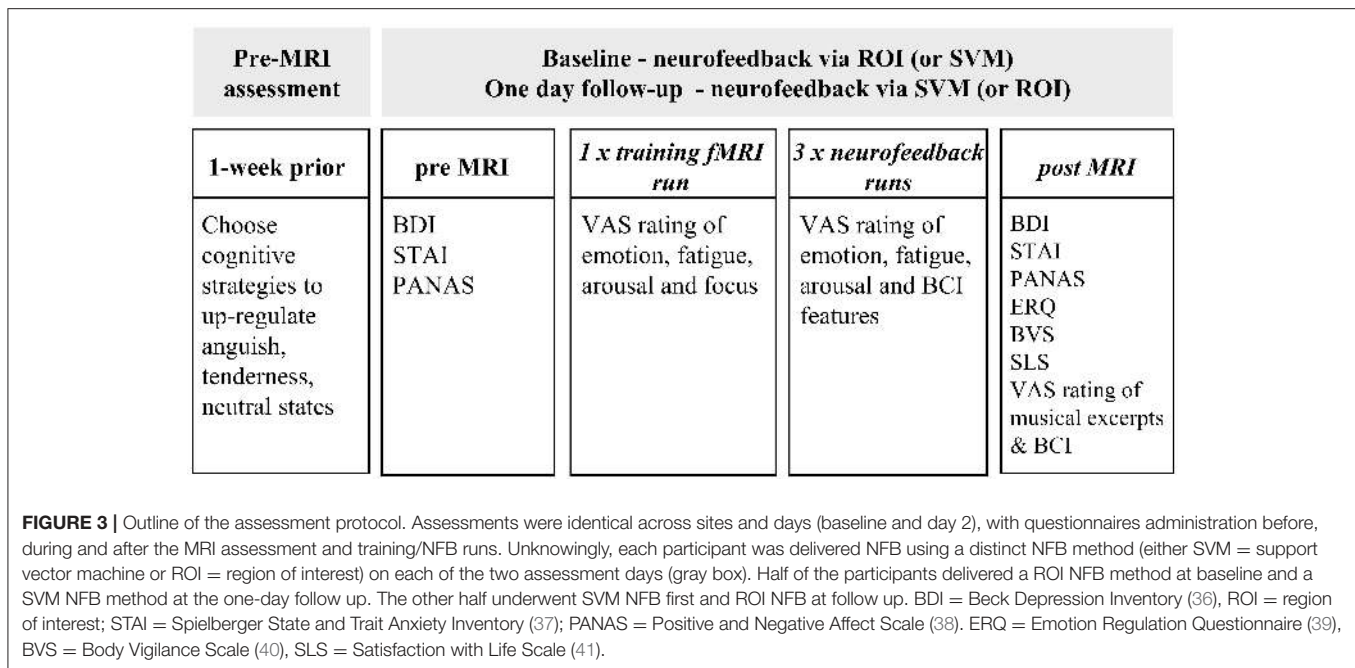 Pre-MRI
assessment
Baseline - neurofeedback via ROI (or SVM)
One day follow-up - neurofeedback via SVM (or ROI)
1-week prior
Choose
cognitive
strategies to
up-regulate
anguish,
tenderness,
neutral states
pre MRI
BDI
STAI
PANAS
1 x training fMRI
run
VAS rating of
emotion, fatigue,
arousal and focus
3 x neurofeedback
runs
VAS rating of
emotion, fatigue,
arousal and BCI
features
post MRI
BDI
STAI
PANAS
ERQ
BVS
SLS
VAS rating of
musical excerpts
& BCI
FIGURE 3 | Outline of the assessment protocol. Assessments were identical across sites and days (baseline and day 2), with questionnaires administration before,
during and after the MRI assessment and training/NFB runs. Unknowingly, each participant was delivered NFB using a distinct NFB method (either SVM = support
vector machine or ROI = region of interest) on each of the two assessment days (gray box). Half of the participants delivered a ROI NFB method at baseline and a
SVM NFB method at the one-day follow up. The other half underwent SVM NFB first and ROI NFB at follow up. BDI = Beck Depression Inventory (36), ROI = region
of interest; STAI = Spielberger State and Trait Anxiety Inventory (37); PANAS = Positive and Negative Affect Scale (38). ERQ = Emotion Regulation Questionnaire (39),
BVS = Body Vigilance Scale (40), SLS = Satisfaction with Life Scale (41).